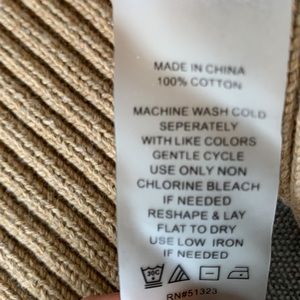 MADE IN CHINA
100% COTTON
MACHINE WASH COLD
SEPERATELY
WITH LIKE COLORS
GENTLE CYCLE
USE ONLY NON
CHLORINE BLEACH
IF NEEDED
RESHAPE & LAY
FLAT TO DRY
USE LOW IRON
IF NEEDED
30C
RN#51323